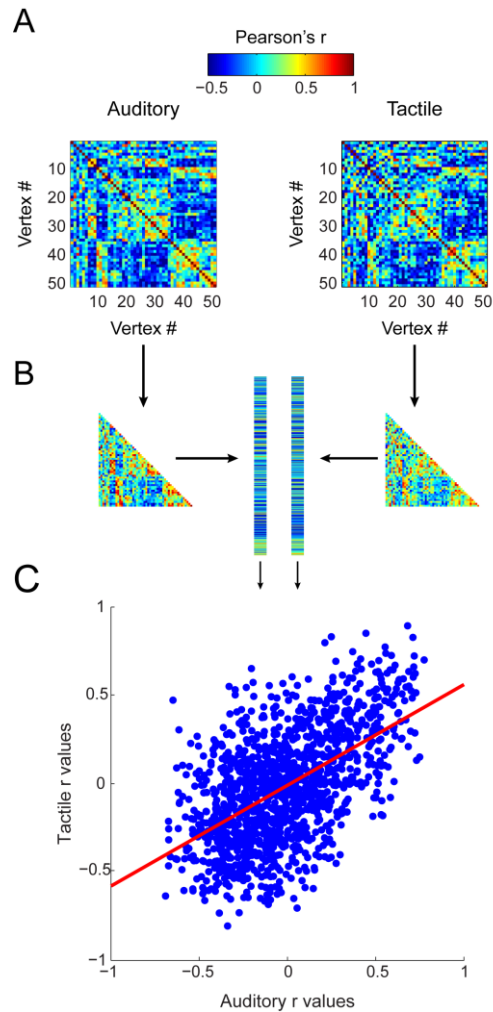 A
Pearson's r
−0.5 0 0.5 1
Auditory Tactile
Vertex # Vertex #
10 10
20 20
30 30
40 40
50 50
10 20 30 40 50 10 20 30 40 50
Vertex # Vertex #
B
C
Tactile r values
1
0.5
0
−0.5
−1
−1 −0.5 0 0.5 1
Auditory r values